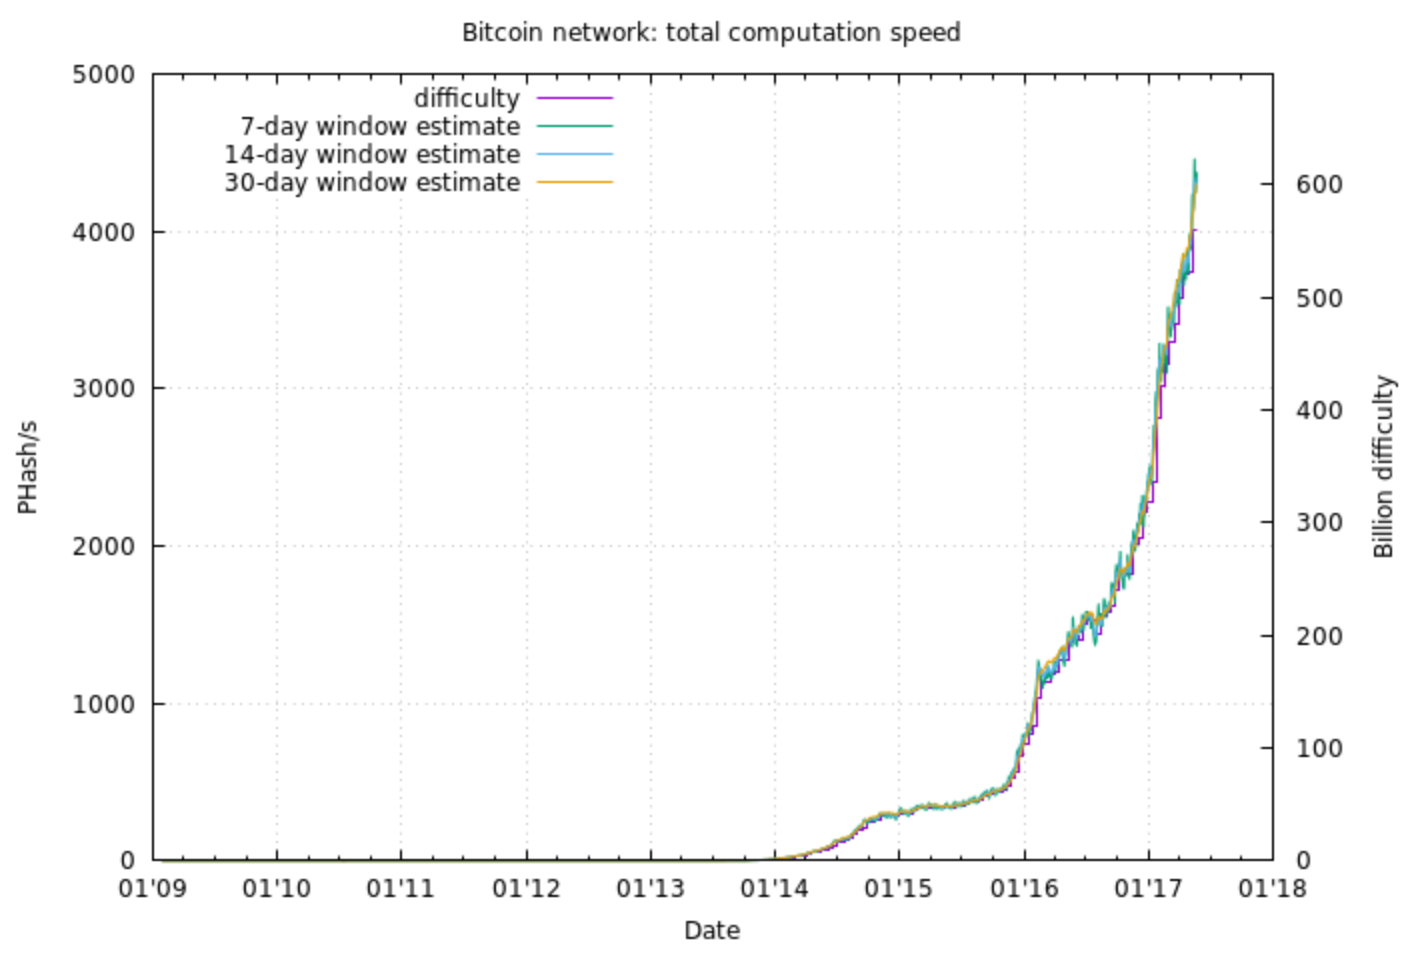 Bitcoin network: total computation speed
difficulty
7-day window estimate
14-day window estimate
30-day window estimate
5000
4000
3000
2000
1000
0
PHash/s
600
500
400
300
200
100
0
Billion difficulty
01'09 01'10 01'11 01'12 01'13 01'14 01'15 01'16 01'17 01'18
Date